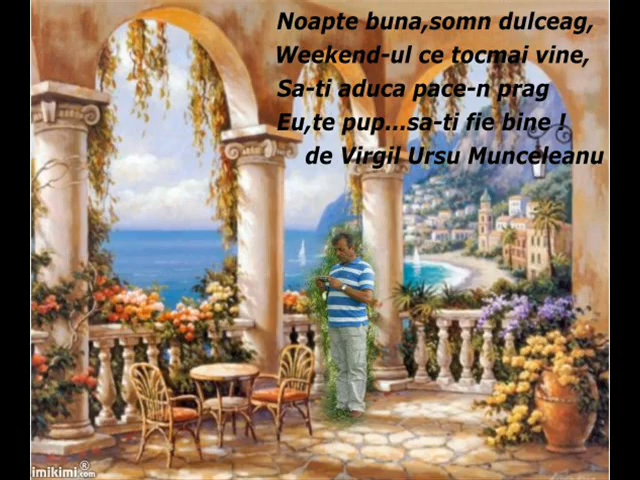 Noapte buna,somn dulceag,
Weekend-ul ce tocmai vine,
Sa-ti aduca pace-n prag
Eu,te pup...sa-ti fie bine !
de Virgil Ursu Munceleanu
imikimi®.com